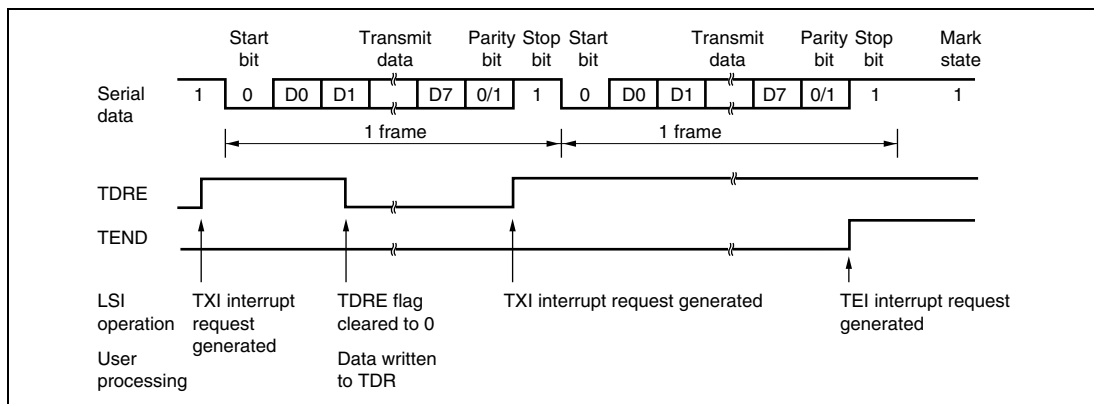 Start bit
Transmit data
Parity bit
Stop bit
Start bit
Transmit data
Parity bit
Stop bit
Mark state
Serial data
1 0 D0 D1 D7 0/1 1 0 D0 D1 D7 0/1 1 1
1 frame
1 frame
TDRE
TEND
LSI operation
TXI interrupt request generated
TDRE flag cleared to 0
TXI interrupt request generated
TEI interrupt request generated
User processing
Data written to TDR